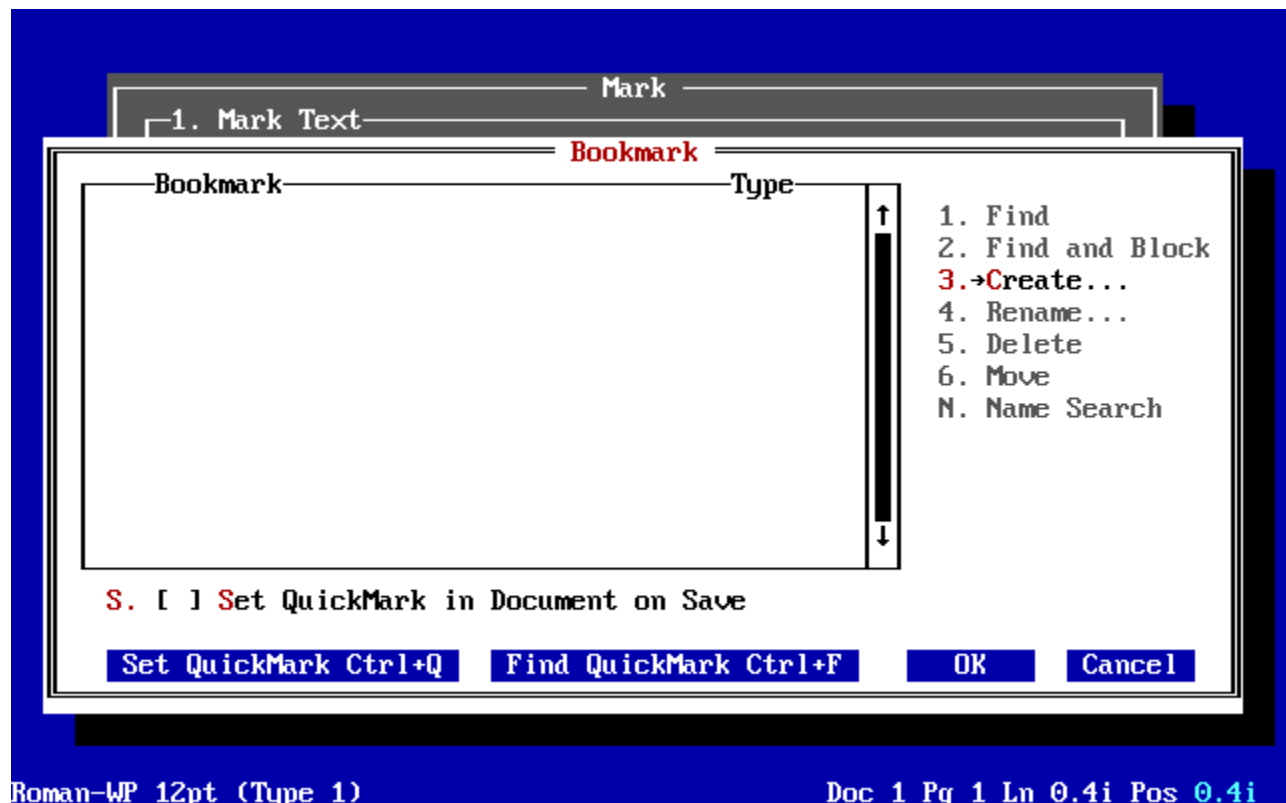 Mark
1. Mark Text
Bookmark
Bookmark Type
1. Find
2. Find and Block
3.→Create...
4. Rename...
5. Delete
6. Move
N. Name Search
S. [ ] Set QuickMark in Document on Save
Set QuickMark Ctrl+Q Find QuickMark Ctrl+F OK Cancel
Roman-WP 12pt (Type 1) Doc 1 Pg 1 Ln 0.4i Pos 0.4i